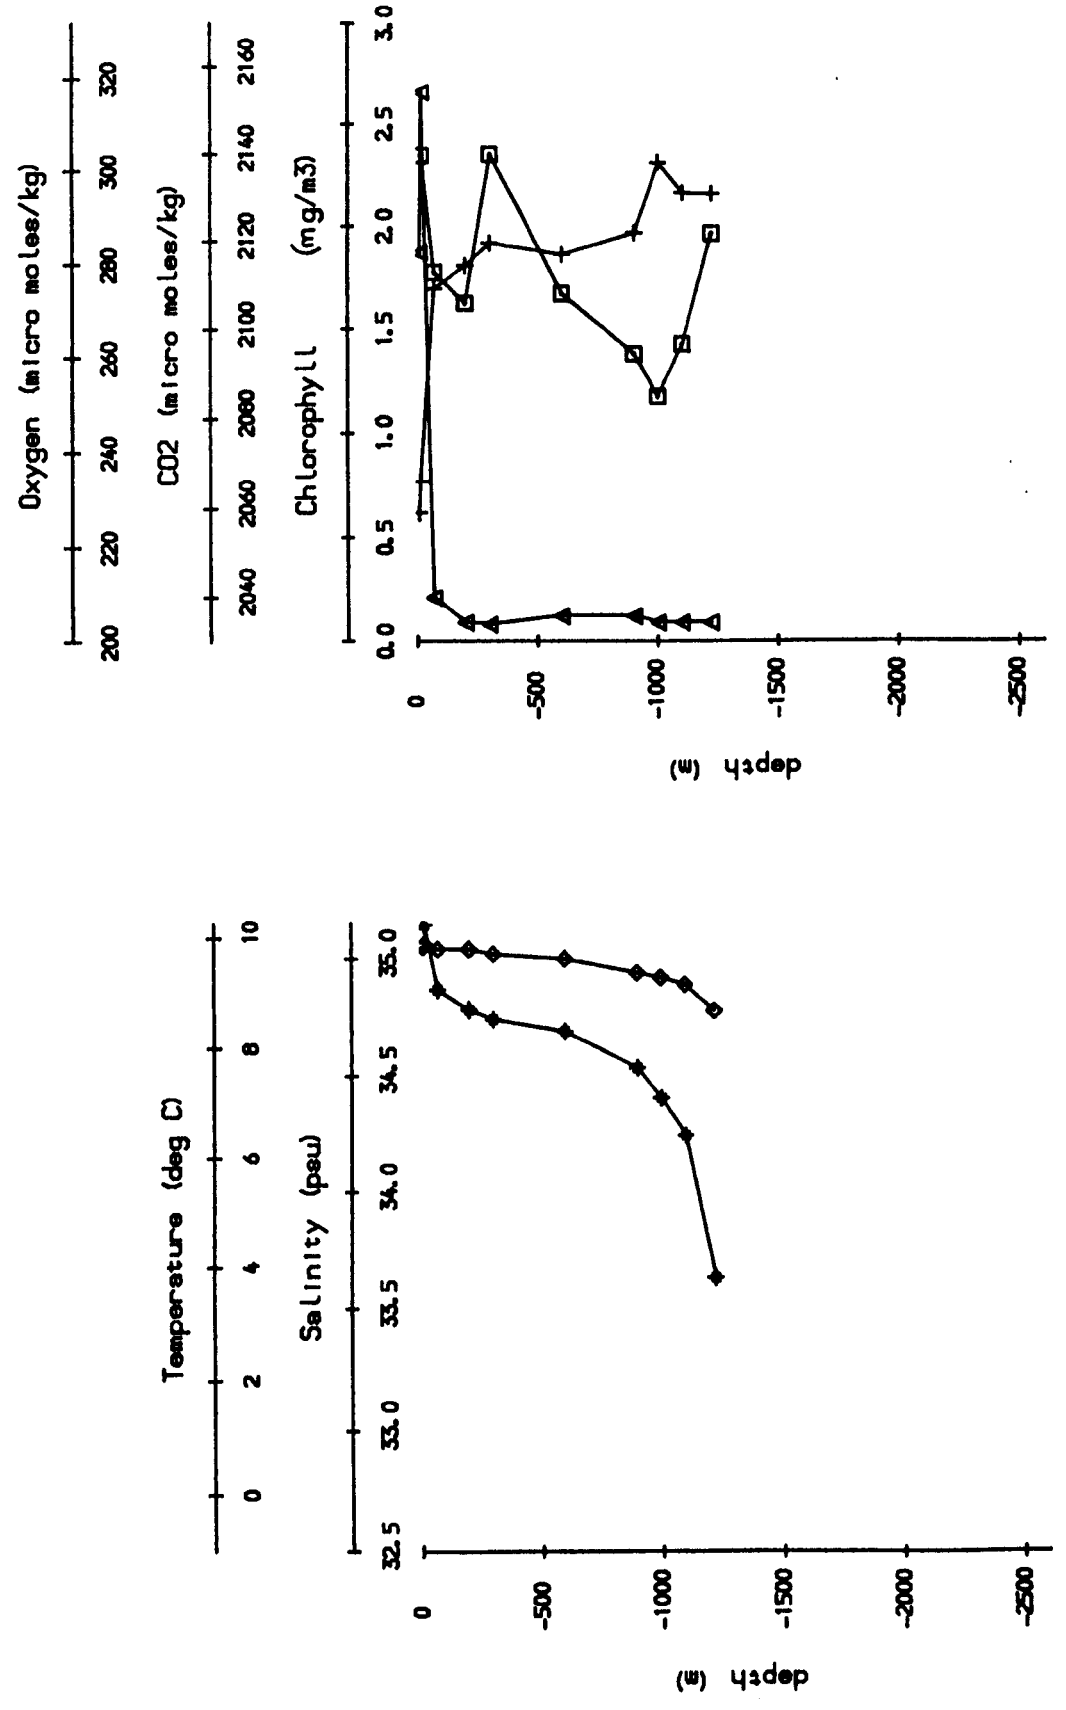 Temperature (deg C)
0 2 4 6 8 10
Salinity (psu)
32.5 33.0 33.5 34.0 34.5 35.0
0
-500
-1000
-1500
-2000
-2500
depth (m)
Oxygen (micro moles/kg)
200 220 240 260 280 300 320
CO2 (micro moles/kg)
2040 2060 2080 2100 2120 2140 2160
Chlorophyll (mg/m3)
0.0 0.5 1.0 1.5 2.0 2.5 3.0
0
-500
-1000
-1500
-2000
-2500
depth (m)